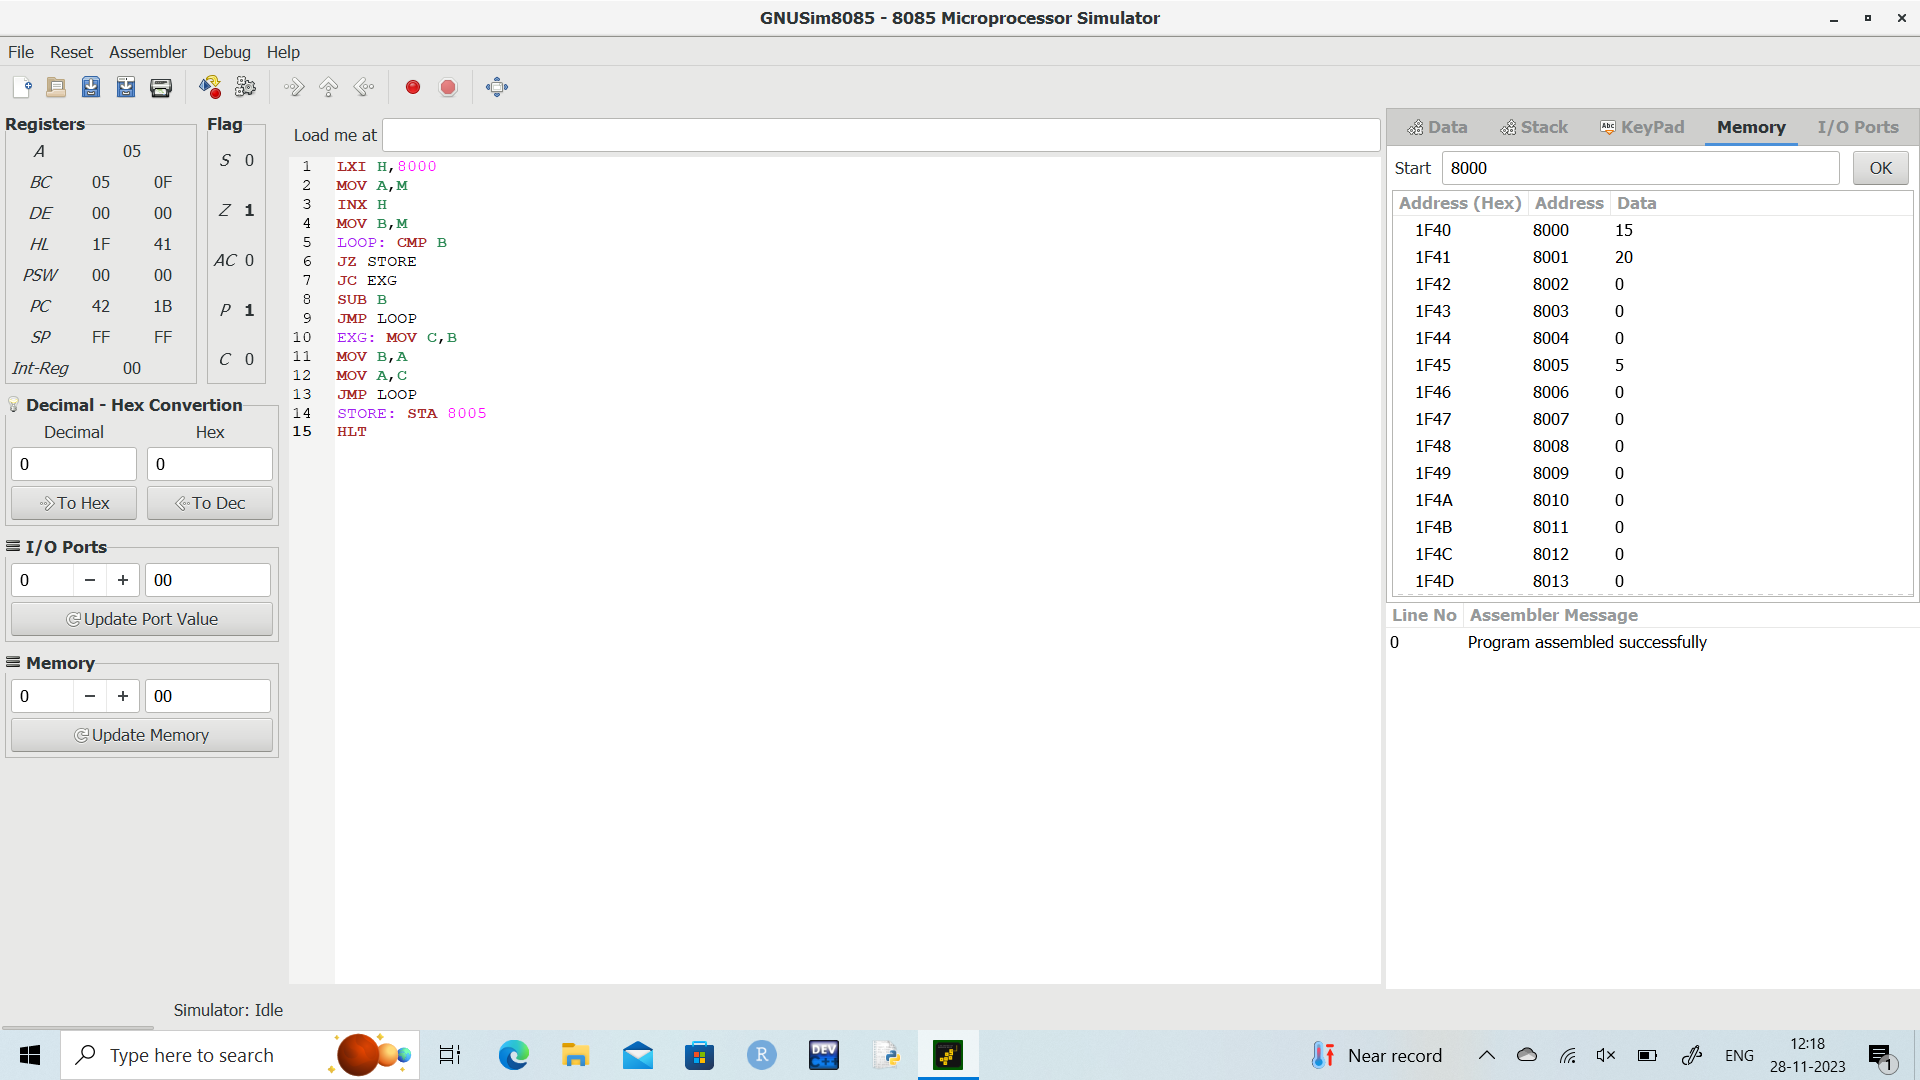 GNUSim8085 - 8085 Microprocessor Simulator
File Reset Assembler Debug Help
Registers
A 05
BC 05 0F
DE 00 00
HL 1F 41
PSW 00 00
PC 42 1B
SP FF FF
Int-Reg 00
Flag
S 0
Z 1
AC 0
P 1
C 0
Decimal - Hex Convertion
Decimal Hex
0 0
To Hex To Dec
I/O Ports
0 − + 00
Update Port Value
Memory
0 − + 00
Update Memory
Load me at
1 LXI H,8000
2 MOV A,M
3 INX H
4 MOV B,M
5 LOOP: CMP B
6 JZ STORE
7 JC EXG
8 SUB B
9 JMP LOOP
10 EXG: MOV C,B
11 MOV B,A
12 MOV A,C
13 JMP LOOP
14 STORE: STA 8005
15 HLT
Data Stack Abc KeyPad Memory I/O Ports
Start 8000 OK
Address (Hex) Address Data
1F40 8000 15
1F41 8001 20
1F42 8002 0
1F43 8003 0
1F44 8004 0
1F45 8005 5
1F46 8006 0
1F47 8007 0
1F48 8008 0
1F49 8009 0
1F4A 8010 0
1F4B 8011 0
1F4C 8012 0
1F4D 8013 0
Line No Assembler Message
0 Program assembled successfully
Simulator: Idle
Type here to search
R
DEV
C++
Near record
ENG
12:18
28-11-2023
1